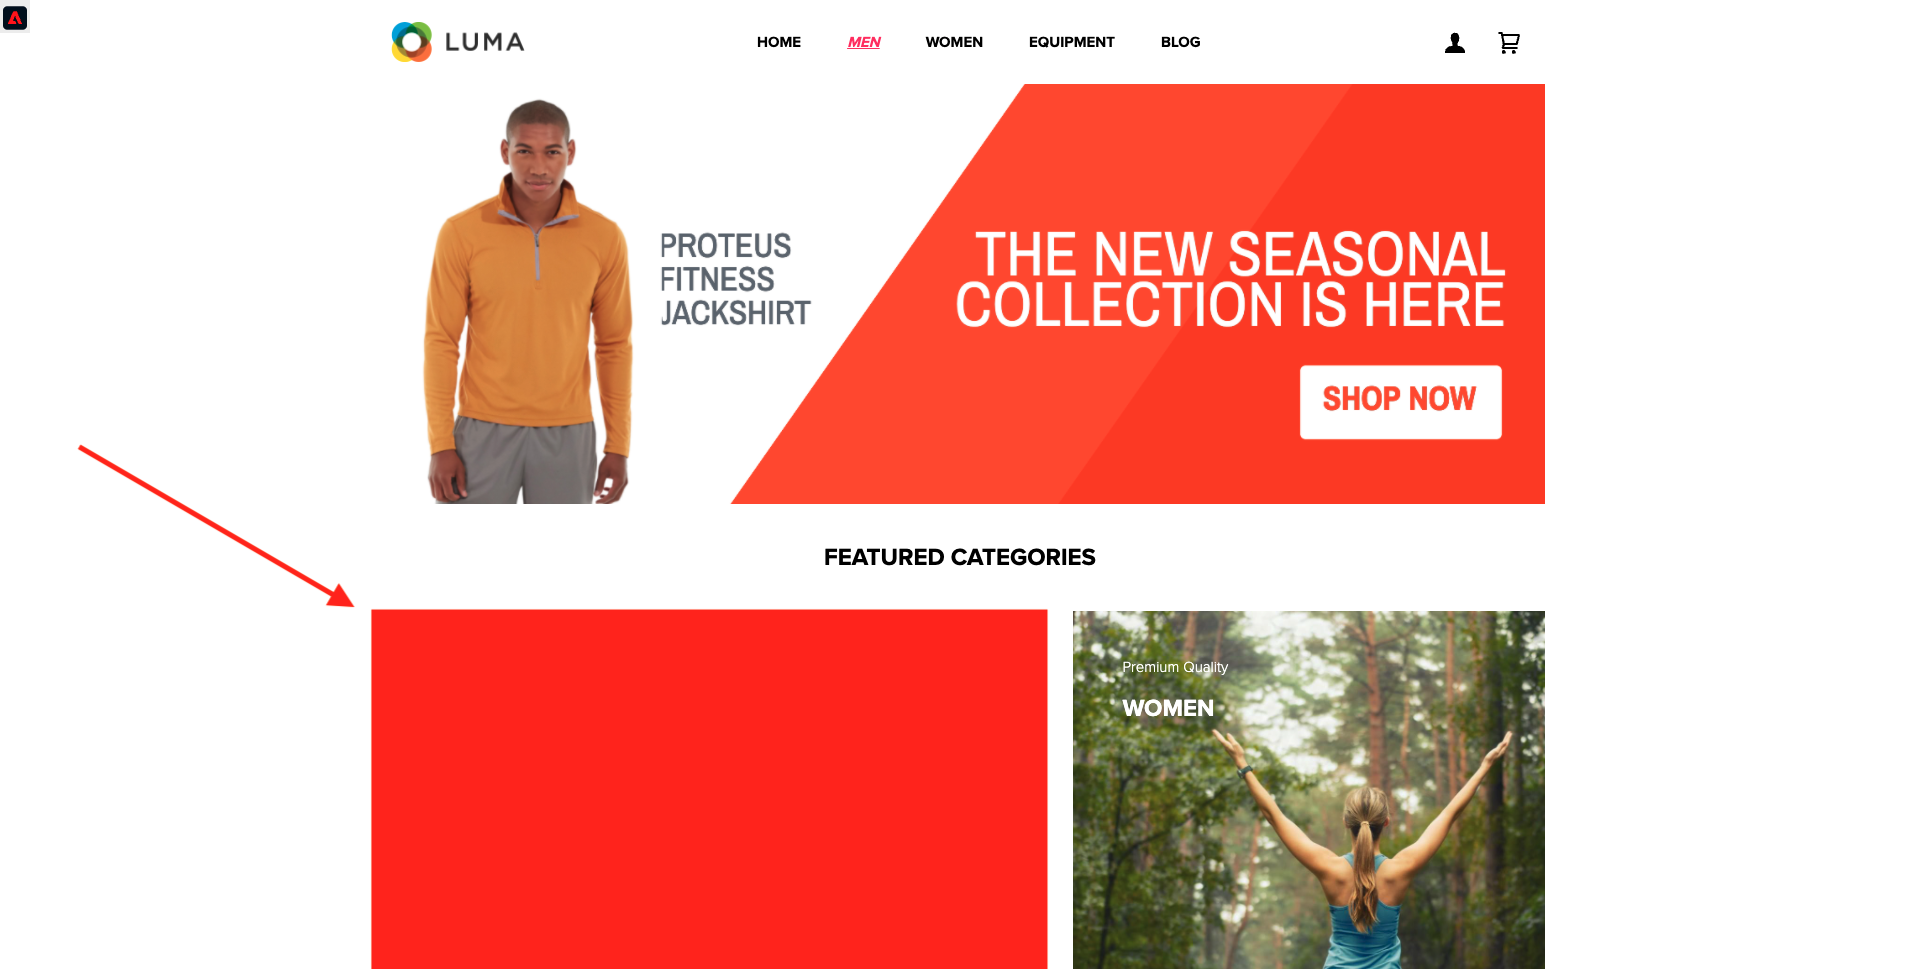 LUMA
HOME
MEN
WOMEN
EQUIPMENT
BLOG
PROTEUS
FITNESS
JACKSHIRT
THE NEW SEASONAL
COLLECTION IS HERE
SHOP NOW
FEATURED CATEGORIES
Premium Quality
WOMEN